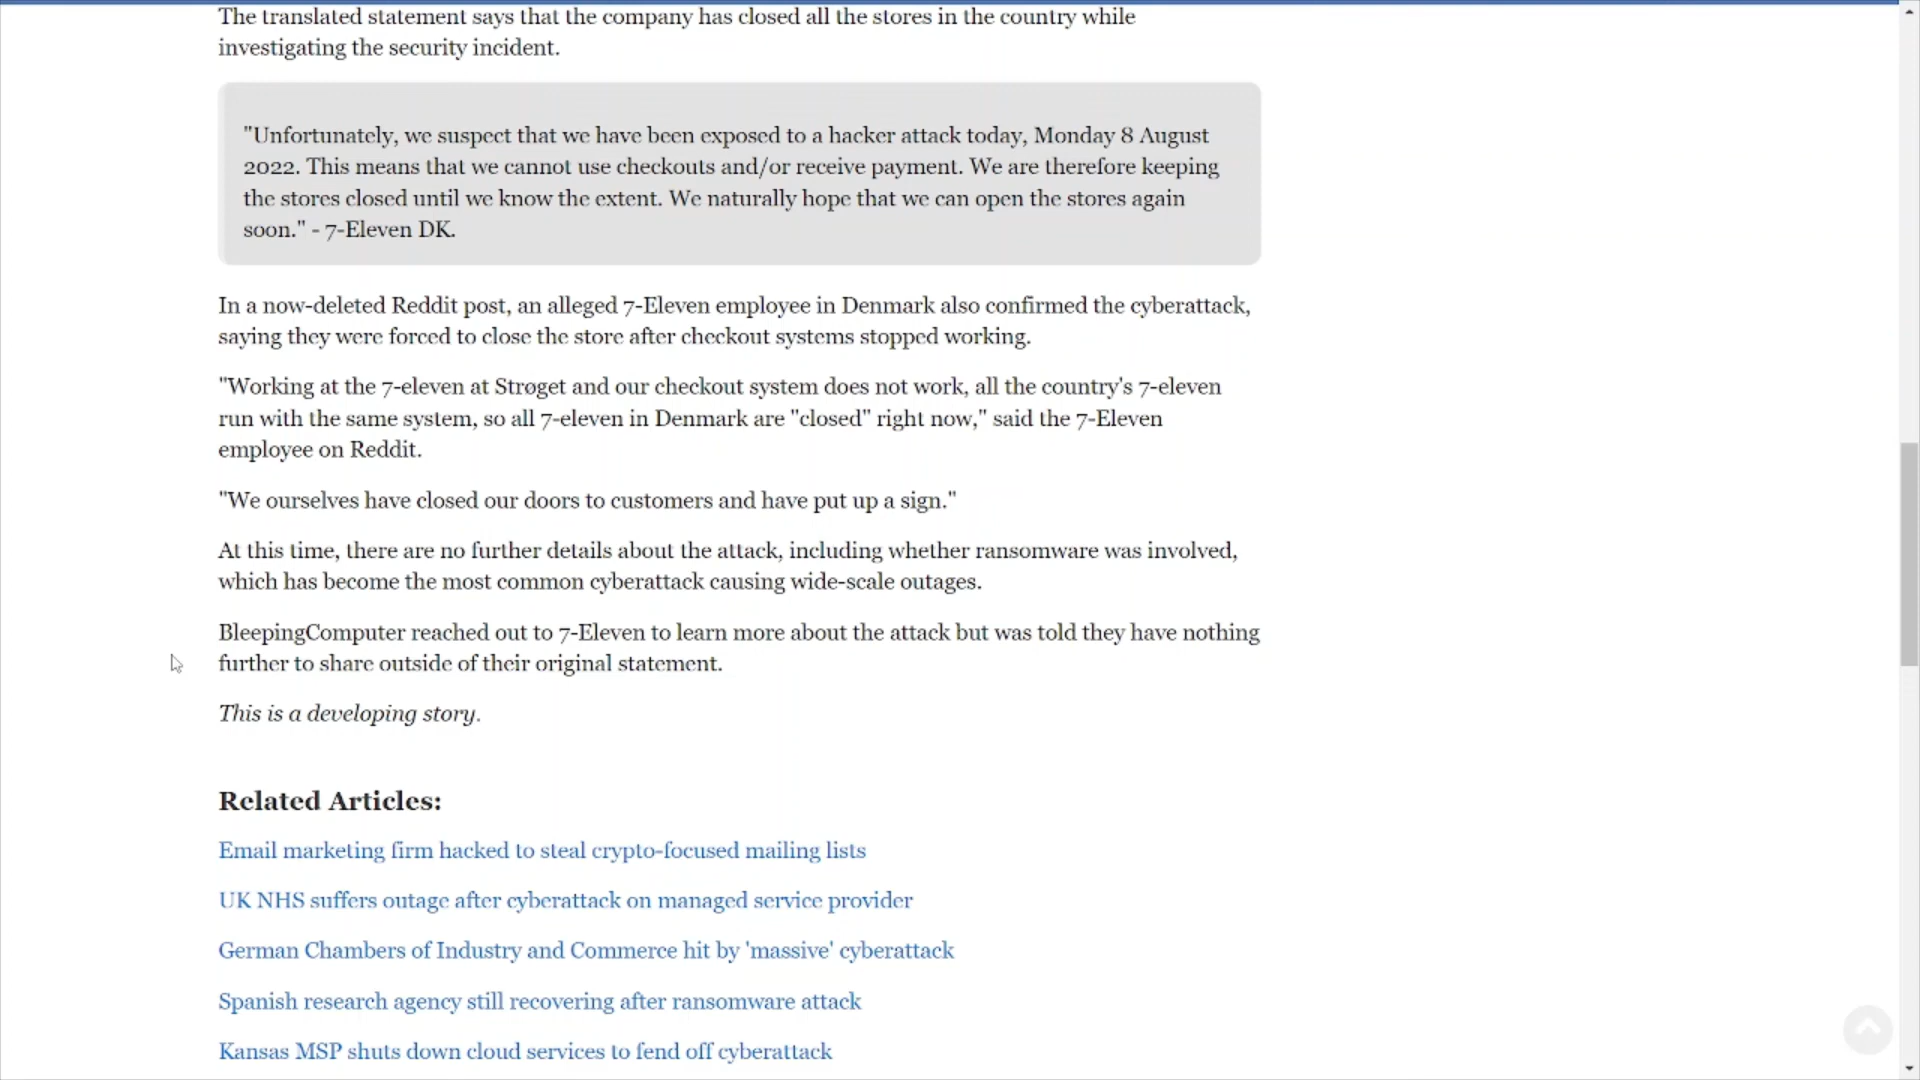 The translated statement says that the company has closed all the stores in the country while
investigating the security incident.
"Unfortunately, we suspect that we have been exposed to a hacker attack today, Monday 8 August
2022. This means that we cannot use checkouts and/or receive payment. We are therefore keeping
the stores closed until we know the extent. We naturally hope that we can open the stores again
soon." - 7-Eleven DK.
In a now-deleted Reddit post, an alleged 7-Eleven employee in Denmark also confirmed the cyberattack,
saying they were forced to close the store after checkout systems stopped working.
"Working at the 7-eleven at Strøget and our checkout system does not work, all the country's 7-eleven
run with the same system, so all 7-eleven in Denmark are "closed" right now," said the 7-Eleven
employee on Reddit.
"We ourselves have closed our doors to customers and have put up a sign."
At this time, there are no further details about the attack, including whether ransomware was involved,
which has become the most common cyberattack causing wide-scale outages.
BleepingComputer reached out to 7-Eleven to learn more about the attack but was told they have nothing
further to share outside of their original statement.
This is a developing story.
Related Articles:
Email marketing firm hacked to steal crypto-focused mailing lists
UK NHS suffers outage after cyberattack on managed service provider
German Chambers of Industry and Commerce hit by 'massive' cyberattack
Spanish research agency still recovering after ransomware attack
Kansas MSP shuts down cloud services to fend off cyberattack